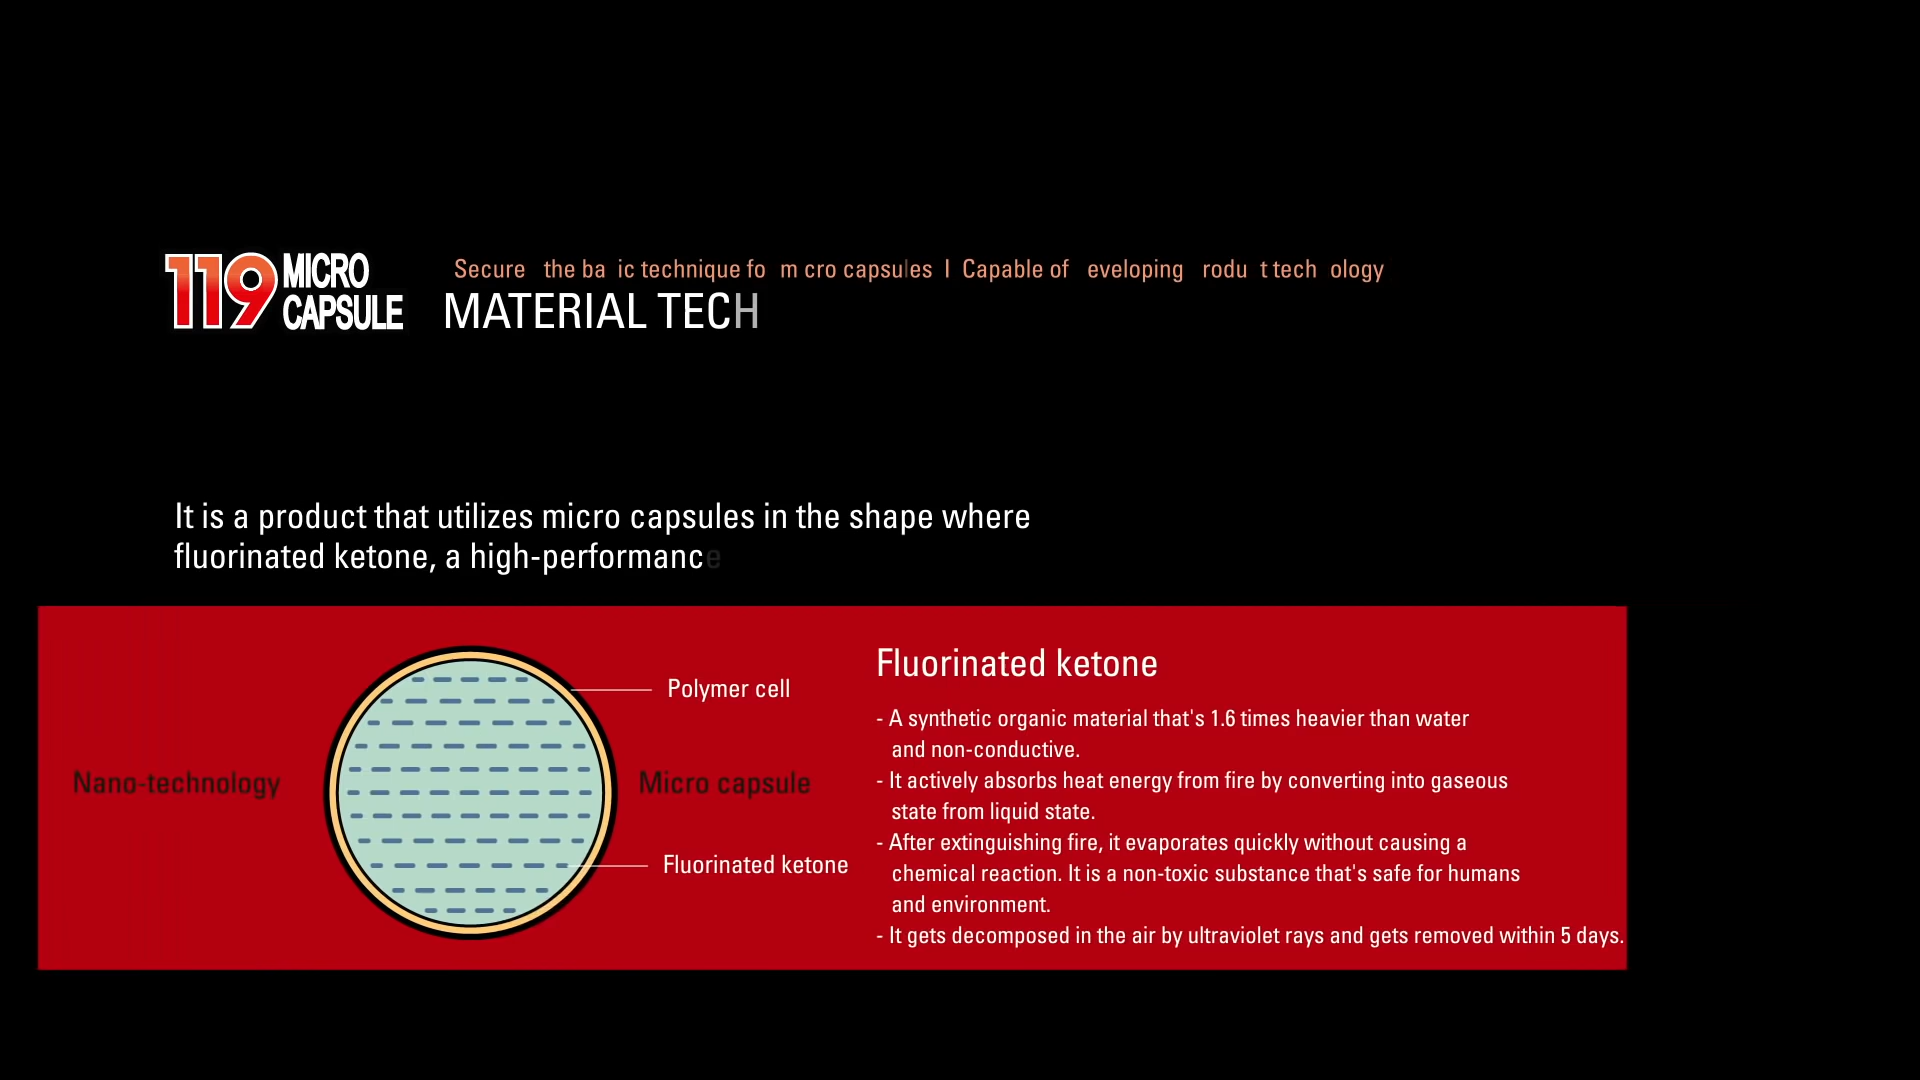 119 MICRO
CAPSULE
Secure the ba ic technique fo m cro capsules I Capable of eveloping rodu t tech ology
MATERIAL TECH
It is a product that utilizes micro capsules in the shape where
fluorinated ketone, a high-performance
Nano-technology
Polymer cell
Micro capsule
Fluorinated ketone
Fluorinated ketone
- A synthetic organic material that's 1.6 times heavier than water
and non-conductive.
- It actively absorbs heat energy from fire by converting into gaseous
state from liquid state.
- After extinguishing fire, it evaporates quickly without causing a
chemical reaction. It is a non-toxic substance that's safe for humans
and environment.
- It gets decomposed in the air by ultraviolet rays and gets removed within 5 days.